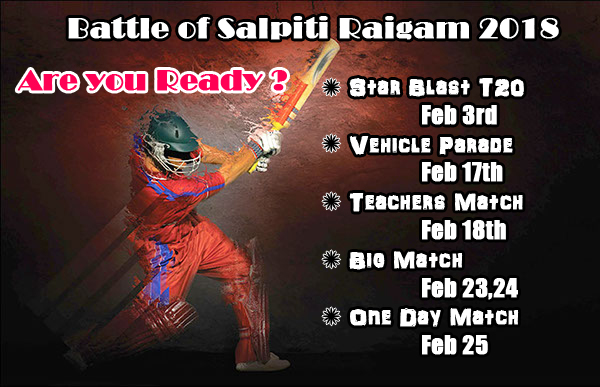 Battle of Salpiti Raigam 2018
Are you Ready ?
Star Blast T20
Feb 3rd
Vehicle Parade
Feb 17th
Teachers Match
Feb 18th
Big Match
Feb 23,24
One Day Match
Feb 25